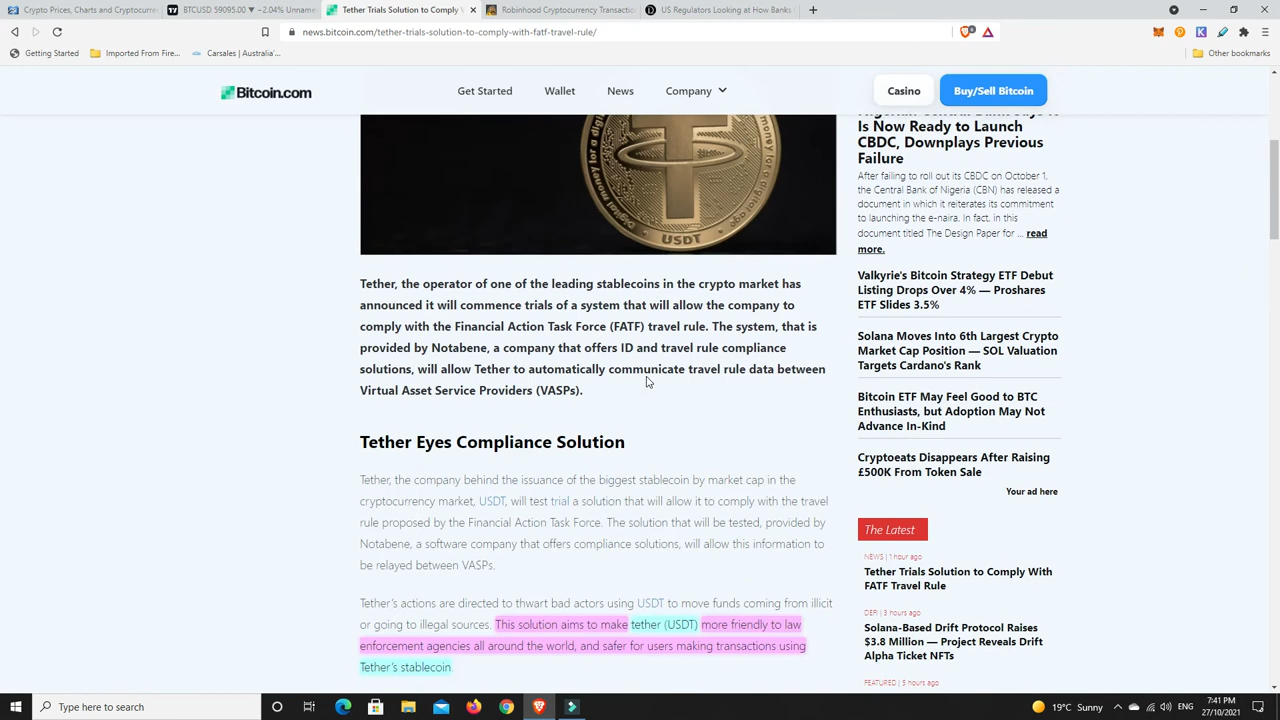 Crypto Prices, Charts and Cryptocurr
BTCUSD 59095.00 ▼ −2.04% Unnam
Tether Trials Solution to Comply V
Robinhood Cryptocurrency Transactio
US Regulators Looking at How Banks
news.bitcoin.com/tether-trials-solution-to-comply-with-fatf-travel-rule/
Getting Started
Imported From Fire...
Carsales | Australia'...
Other bookmarks
Bitcoin.com
Get Started
Wallet
News
Company
Casino
Buy/Sell Bitcoin
USDT
Tether, the operator of one of the leading stablecoins in the crypto market has
announced it will commence trials of a system that will allow the company to
comply with the Financial Action Task Force (FATF) travel rule. The system, that is
provided by Notabene, a company that offers ID and travel rule compliance
solutions, will allow Tether to automatically communicate travel rule data between
Virtual Asset Service Providers (VASPs).
Tether Eyes Compliance Solution
Tether, the company behind the issuance of the biggest stablecoin by market cap in the
cryptocurrency market, USDT, will test trial a solution that will allow it to comply with the travel
rule proposed by the Financial Action Task Force. The solution that will be tested, provided by
Notabene, a software company that offers compliance solutions, will allow this information to
be relayed between VASPs.
Tether's actions are directed to thwart bad actors using USDT to move funds coming from illicit
or going to illegal sources. This solution aims to make tether (USDT) more friendly to law
enforcement agencies all around the world, and safer for users making transactions using
Tether's stablecoin.
Is Now Ready to Launch
CBDC, Downplays Previous
Failure
After failing to roll out its CBDC on October 1,
the Central Bank of Nigeria (CBN) has released a
document in which it reiterates its commitment
to launching the e-naira. In fact, in this
document titled The Design Paper for ... read
more.
Valkyrie's Bitcoin Strategy ETF Debut
Listing Drops Over 4% — Proshares
ETF Slides 3.5%
Solana Moves Into 6th Largest Crypto
Market Cap Position — SOL Valuation
Targets Cardano's Rank
Bitcoin ETF May Feel Good to BTC
Enthusiasts, but Adoption May Not
Advance In-Kind
Cryptoeats Disappears After Raising
£500K From Token Sale
Your ad here
The Latest
NEWS | 1 hour ago
Tether Trials Solution to Comply With
FATF Travel Rule
DEFI | 3 hours ago
Solana-Based Drift Protocol Raises
$3.8 Million — Project Reveals Drift
Alpha Ticket NFTs
FEATURED | 5 hours ago
Type here to search
19°C Sunny
7:41 PM
27/10/2021